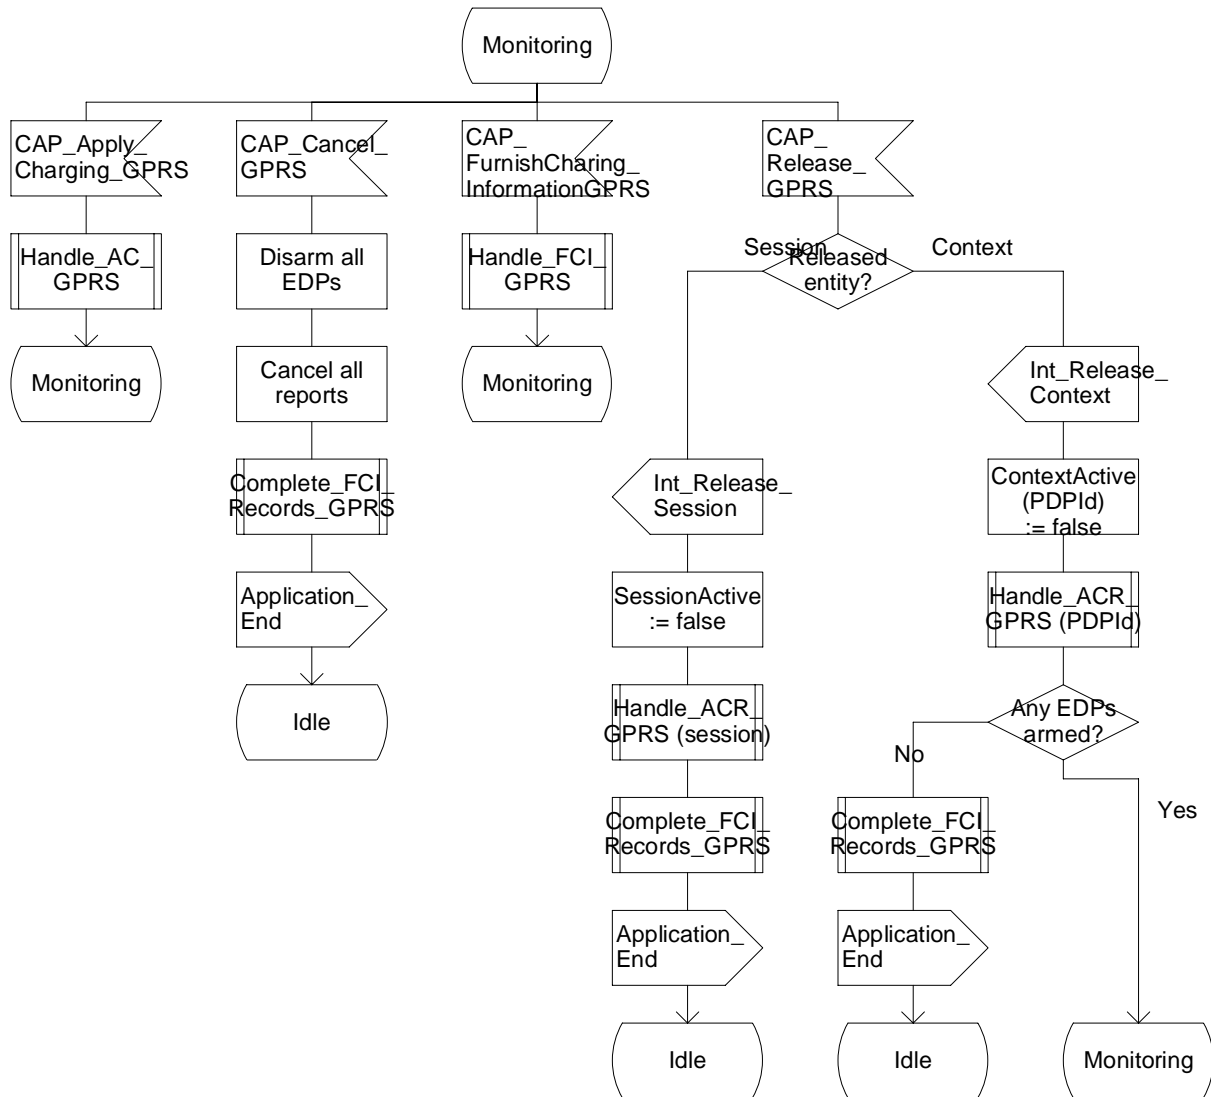 Monitoring
CAP_Apply_
Charging_GPRS
CAP_Cancel_
GPRS
CAP_
FurnishCharing_
InformationGPRS
CAP_
Release_
GPRS
Handle_AC_
GPRS
Disarm all
EDPs
Handle_FCI_
GPRS
Session
Released
entity?
Context
Monitoring
Cancel all
reports
Monitoring
Int_Release_
Context
Complete_FCI_
Records_GPRS
Int_Release_
Session
ContextActive
(PDPId)
:= false
Application_
End
SessionActive
:= false
Handle_ACR_
GPRS (PDPId)
Idle
Handle_ACR_
GPRS (session)
Any EDPs
armed?
No
Yes
Complete_FCI_
Records_GPRS
Complete_FCI_
Records_GPRS
Application_
End
Application_
End
Idle
Idle
Monitoring